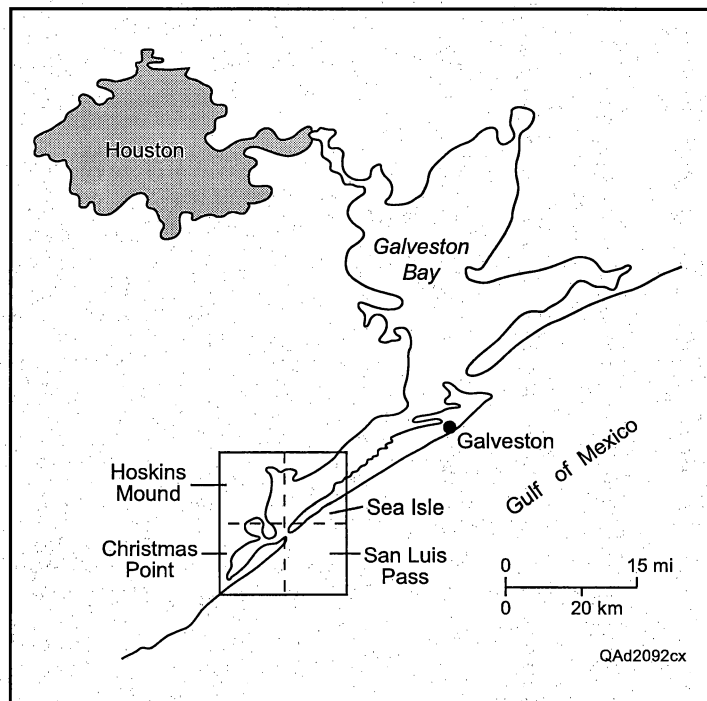 Houston
Galveston
Bay
Galveston
Gulf of Mexico
Hoskins
Mound
Sea Isle
Christmas
Point
San Luis
Pass
0 15 mi
0 20 km
QAd2092cx